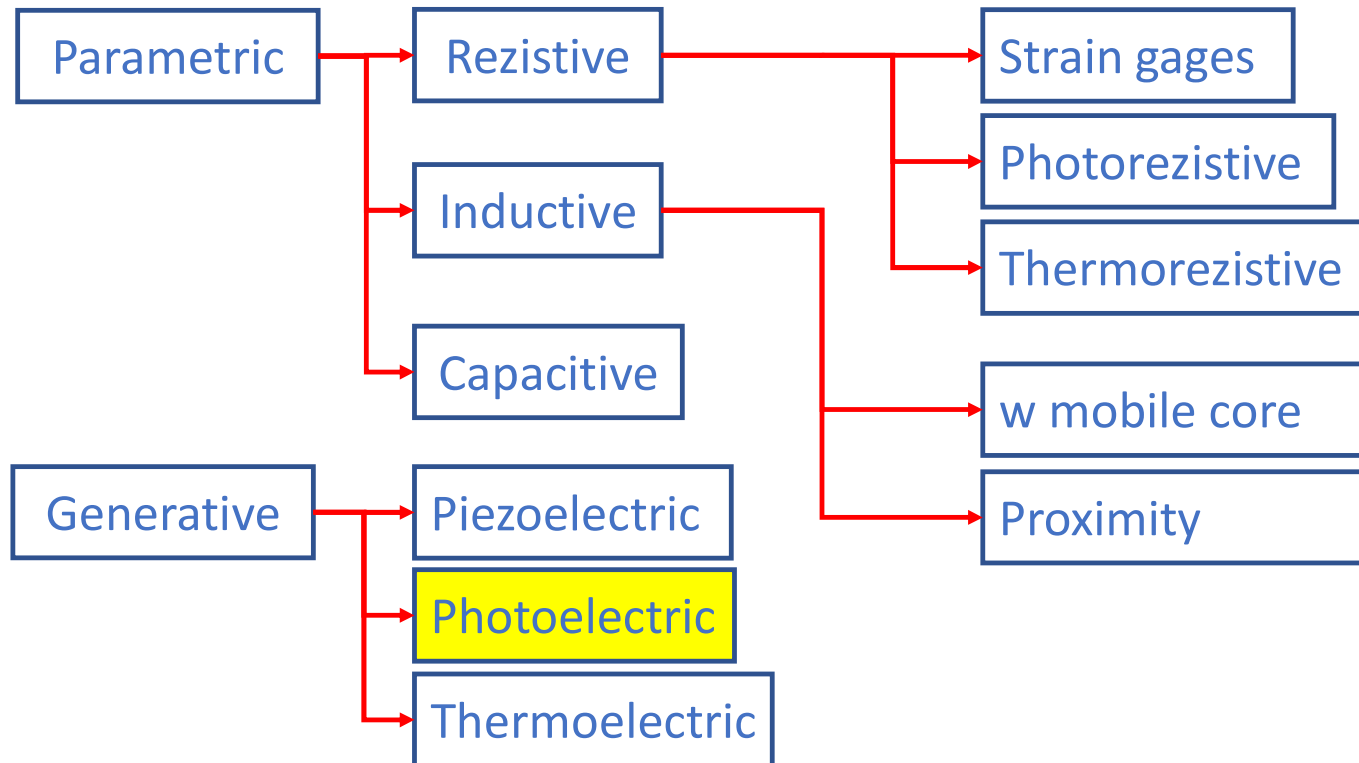 Parametric
Rezistive
Strain gages
Photorezistive
Inductive
Thermorezistive
Capacitive
w mobile core
Generative
Piezoelectric
Proximity
Photoelectric
Thermoelectric